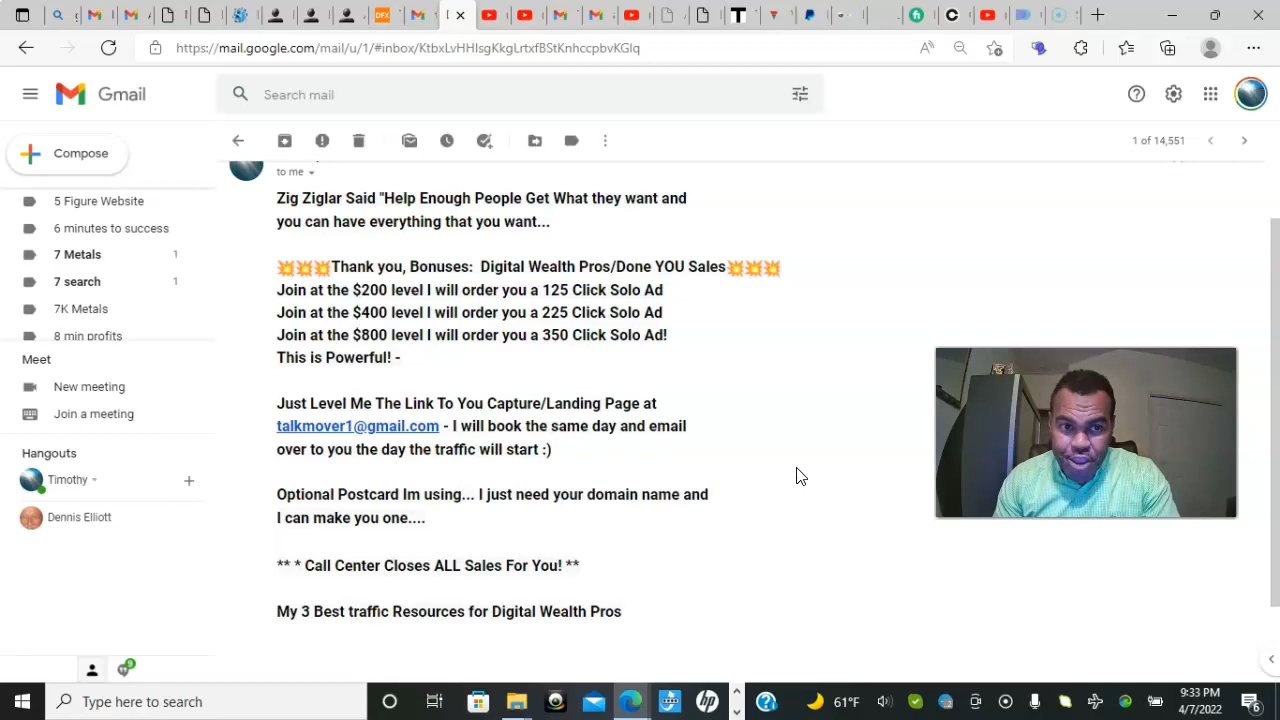 https://mail.google.com/mail/u/1/#inbox/KtbxLvHHIsgKkgLrtxfBStKnhccpbvKGlq
Gmail
Search mail
Compose
1 of 14,551
to me
5 Figure Website
6 minutes to success
7 Metals 1
7 search 1
7K Metals
8 min profits
Meet
New meeting
Join a meeting
Hangouts
Timothy
Dennis Elliott
Zig Ziglar Said "Help Enough People Get What they want and
you can have everything that you want...
💥💥💥Thank you, Bonuses:  Digital Wealth Pros/Done YOU Sales💥💥💥
Join at the $200 level I will order you a 125 Click Solo Ad
Join at the $400 level I will order you a 225 Click Solo Ad
Join at the $800 level I will order you a 350 Click Solo Ad!
This is Powerful! -
Just Level Me The Link To You Capture/Landing Page at
talkmover1@gmail.com - I will book the same day and email
over to you the day the traffic will start :)
Optional Postcard Im using... I just need your domain name and
I can make you one....
** * Call Center Closes ALL Sales For You! **
My 3 Best traffic Resources for Digital Wealth Pros
9
Type here to search
hp
61°F
9:33 PM
4/7/2022
6